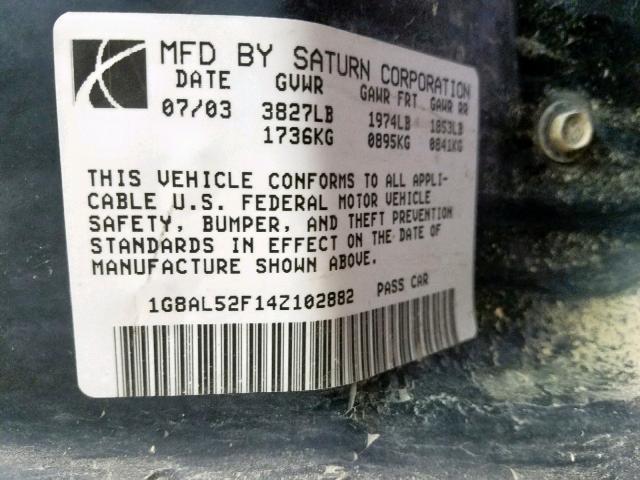 MFD BY SATURN CORPORATION
DATE GVWR GAWR FRT GAWR RR
07/03 3827LB 1974LB 1853LB
1736KG 0895KG 0841KG
THIS VEHICLE CONFORMS TO ALL APPLI-
CABLE U.S. FEDERAL MOTOR VEHICLE
SAFETY, BUMPER, AND THEFT PREVENTION
STANDARDS IN EFFECT ON THE DATE OF
MANUFACTURE SHOWN ABOVE.
1G8AL52F14Z102882 PASS CAR